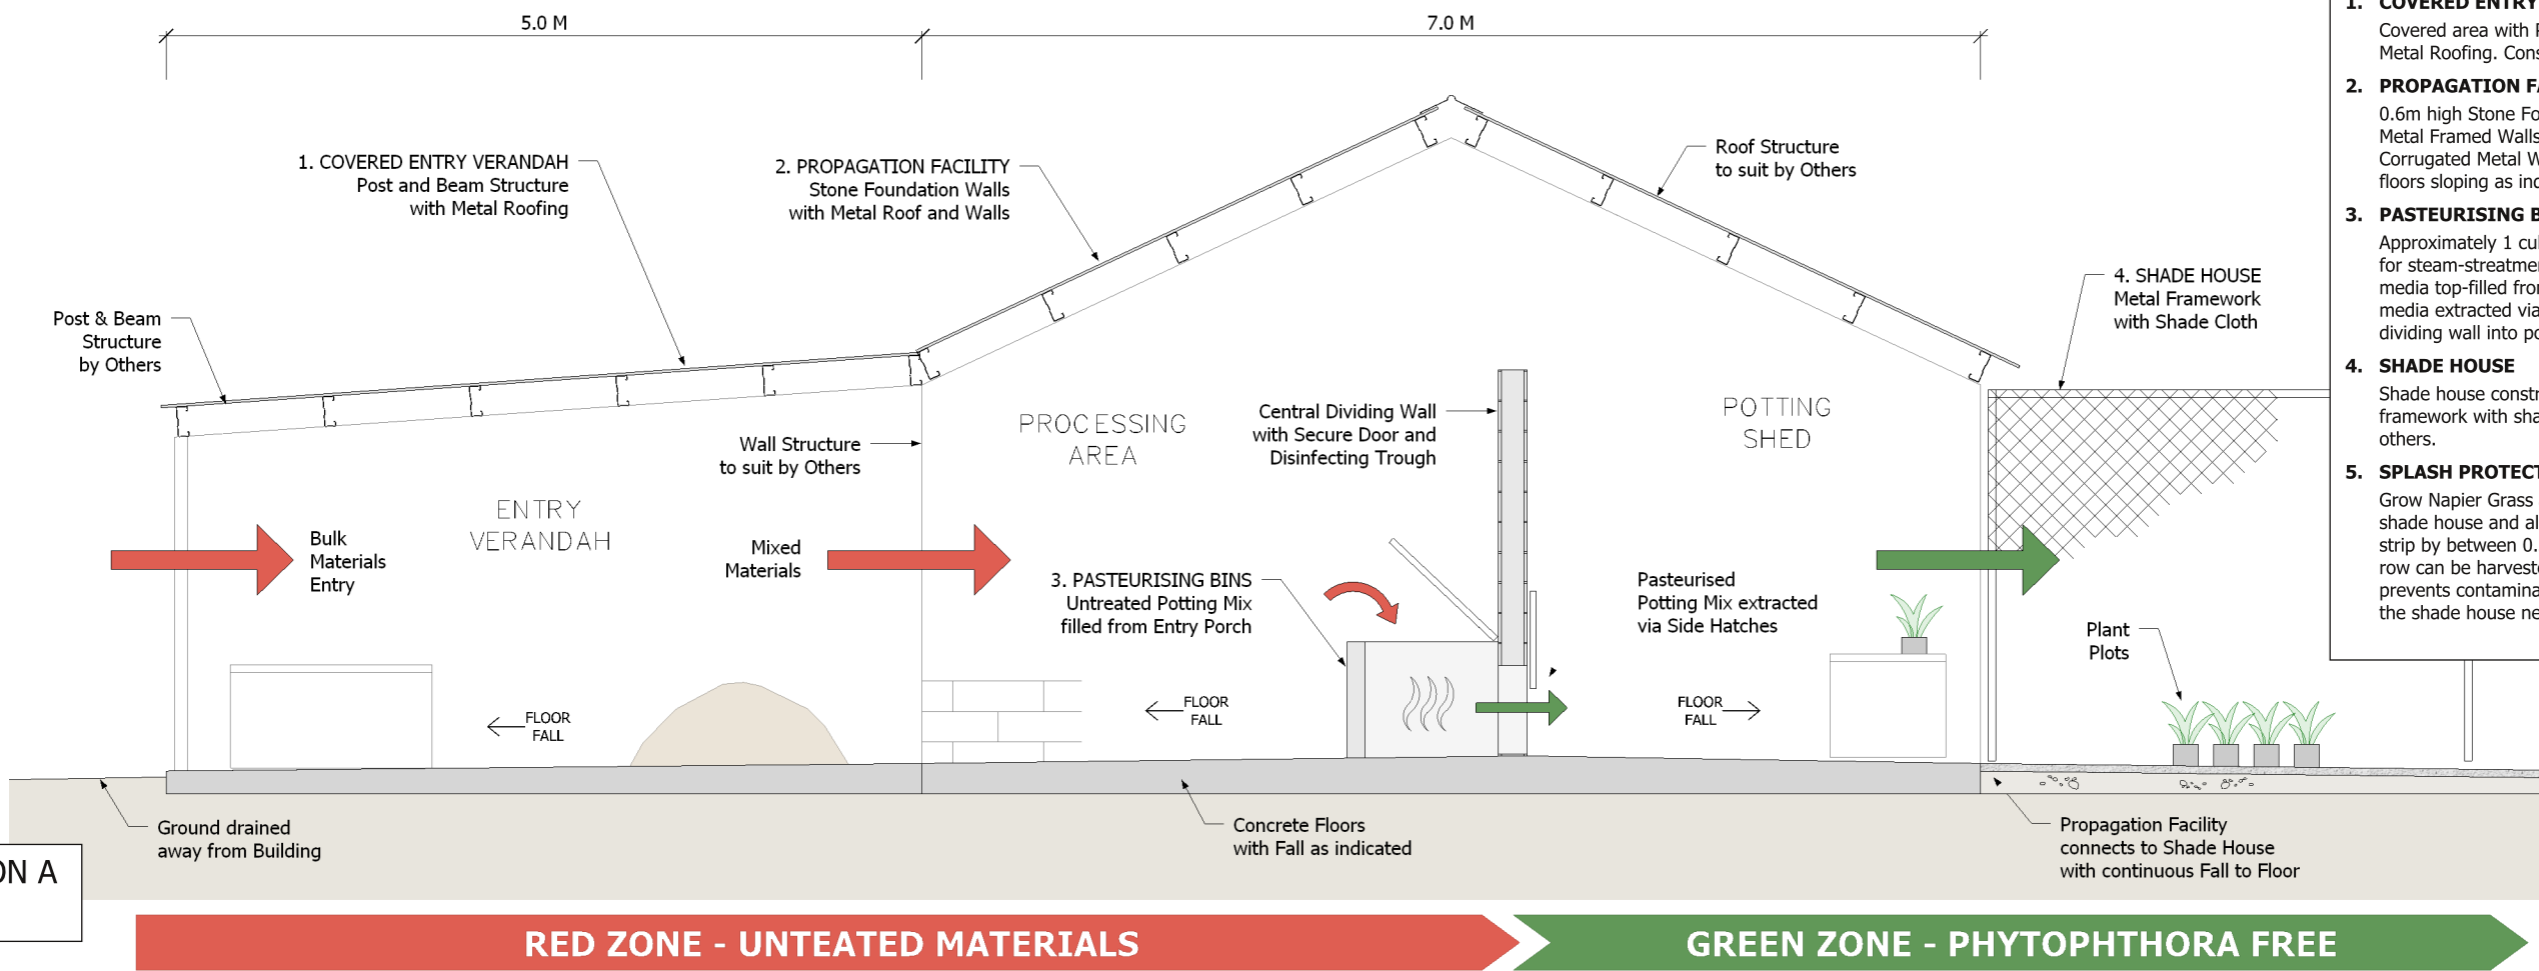 5.0 M
7.0 M
1. COVERED ENTRY VERANDAH
Post and Beam Structure
with Metal Roofing
2. PROPAGATION FACILITY
Stone Foundation Walls
with Metal Roof and Walls
Roof Structure
to suit by Others
4. SHADE HOUSE
Metal Framework
with Shade Cloth
Post & Beam
Structure
by Others
Wall Structure
to suit by Others
PROCESSING
AREA
Central Dividing Wall
with Secure Door and
Disinfecting Trough
POTTING
SHED
ENTRY
VERANDAH
Bulk
Materials
Entry
Mixed
Materials
3. PASTEURISING BINS
Untreated Potting Mix
filled from Entry Porch
Pasteurised
Potting Mix extracted
via Side Hatches
Plant
Plots
FLOOR
FALL
FLOOR
FALL
FLOOR
FALL
Ground drained
away from Building
Concrete Floors
with Fall as indicated
Propagation Facility
connects to Shade House
with continuous Fall to Floor
ON A
RED ZONE - UNTEATED MATERIALS
GREEN ZONE - PHYTOPHTHORA FREE
1. COVERED ENTRY
Covered area with
Metal Roofing.
2. PROPAGATION
0.6m high Stone
Metal Framed Walls
Corrugated Metal
floors sloping as
3. PASTEURISING
Approximately 1
for steam-
media top-filled
media extracted via
dividing wall into
4. SHADE HOUSE
Shade house
framework with
others.
5. SPLASH
Grow Napier Grass
shade house and
strip by between
row can be
prevents
the shade house